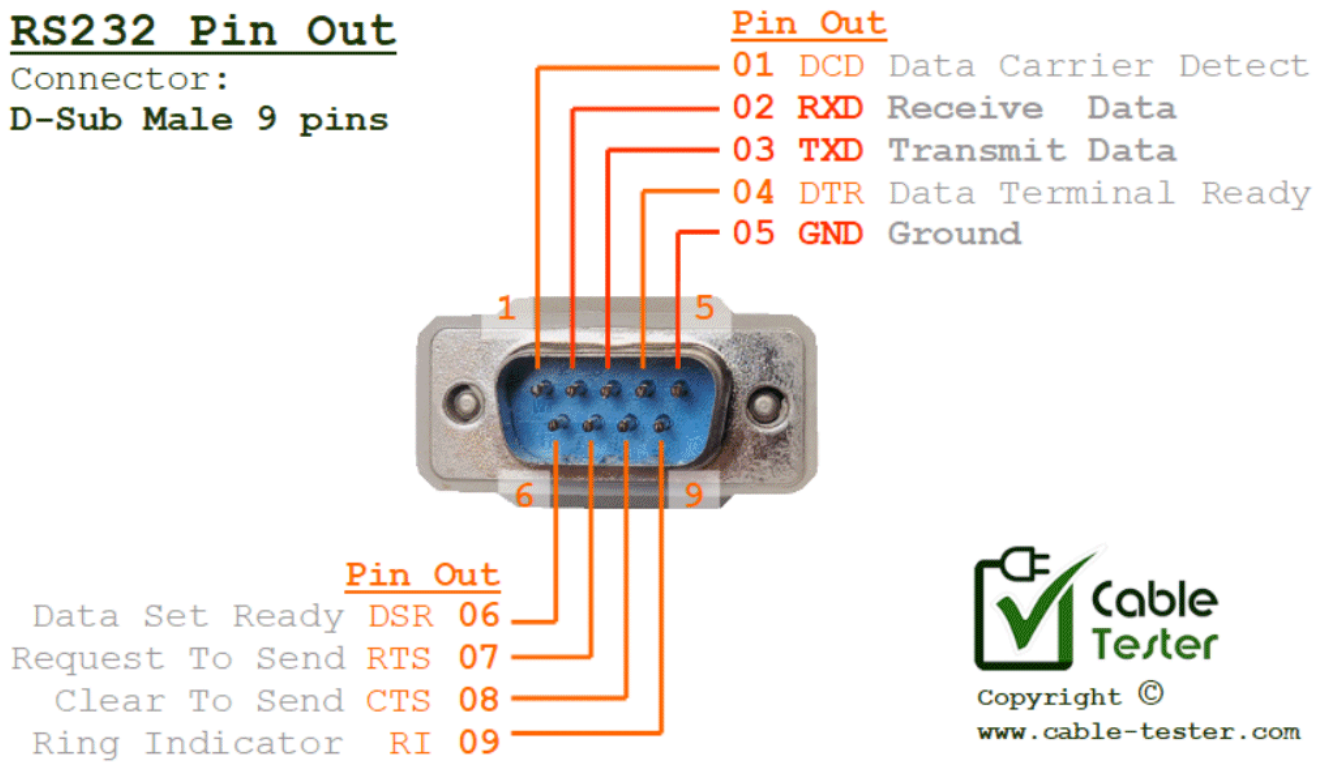 RS232 Pin Out
Connector:
D-Sub Male 9 pins
Pin Out
01 DCD Data Carrier Detect
02 RXD Receive Data
03 TXD Transmit Data
04 DTR Data Terminal Ready
05 GND Ground
1 5
6 9
Pin Out
Data Set Ready DSR 06
Request To Send RTS 07
Clear To Send CTS 08
Ring Indicator RI 09
Cable
Tester
Copyright ©
www.cable-tester.com